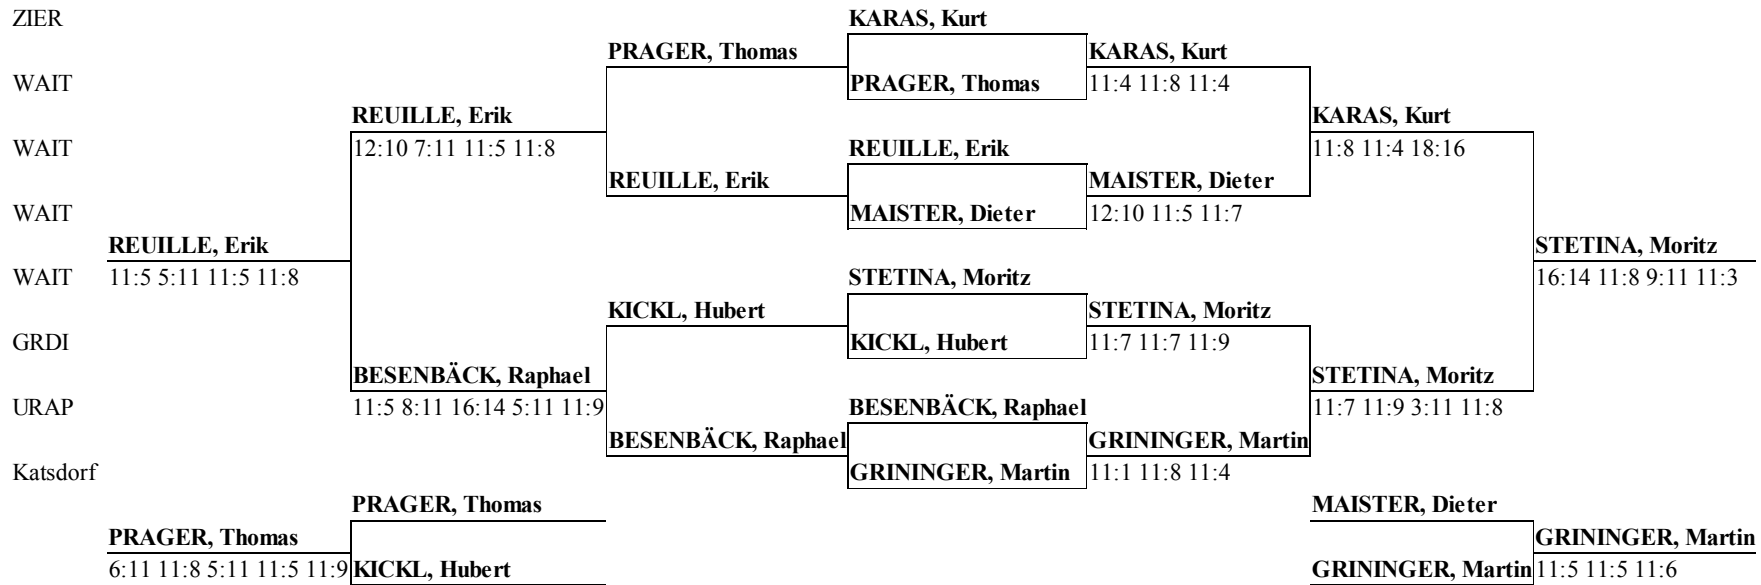 ZIER KARAS, Kurt
PRAGER, Thomas KARAS, Kurt
WAIT PRAGER, Thomas 11:4 11:8 11:4
REUILLE, Erik KARAS, Kurt
WAIT 12:10 7:11 11:5 11:8 REUILLE, Erik 11:8 11:4 18:16
REUILLE, Erik MAISTER, Dieter
WAIT MAISTER, Dieter 12:10 11:5 11:7
REUILLE, Erik STETINA, Moritz
WAIT 11:5 5:11 11:5 11:8 STETINA, Moritz 16:14 11:8 9:11 11:3
KICKL, Hubert STETINA, Moritz
GRDI KICKL, Hubert 11:7 11:7 11:9
BESENBÄCK, Raphael STETINA, Moritz
URAP 11:5 8:11 16:14 5:11 11:9 BESENBÄCK, Raphael 11:7 11:9 3:11 11:8
BESENBÄCK, Raphael GRININGER, Martin
Katsdorf GRININGER, Martin 11:1 11:8 11:4
PRAGER, Thomas MAISTER, Dieter
PRAGER, Thomas GRININGER, Martin
6:11 11:8 5:11 11:5 11:9 KICKL, Hubert GRININGER, Martin 11:5 11:5 11:6